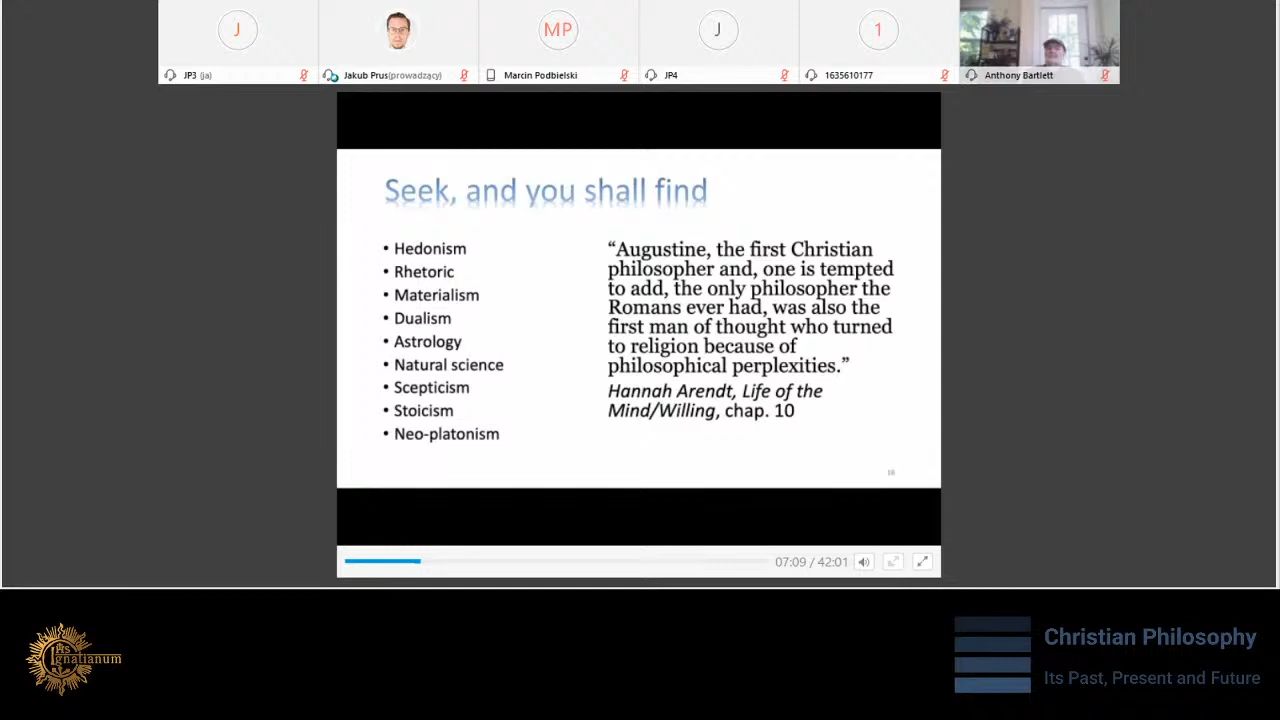 J
MP
J
1
JP3 (ja)
Jakub Prus(prowadzący)
Marcin Podbielski
JP4
1635610177
Anthony Bartlett
Seek, and you shall find
• Hedonism
• Rhetoric
• Materialism
• Dualism
• Astrology
• Natural science
• Scepticism
• Stoicism
• Neo-platonism
“Augustine, the first Christian
philosopher and, one is tempted
to add, the only philosopher the
Romans ever had, was also the
first man of thought who turned
to religion because of
philosophical perplexities.”
Hannah Arendt, Life of the
Mind/Willing, chap. 10
07:09 / 42:01
Ignatianum
Christian Philosophy
Its Past, Present and Future